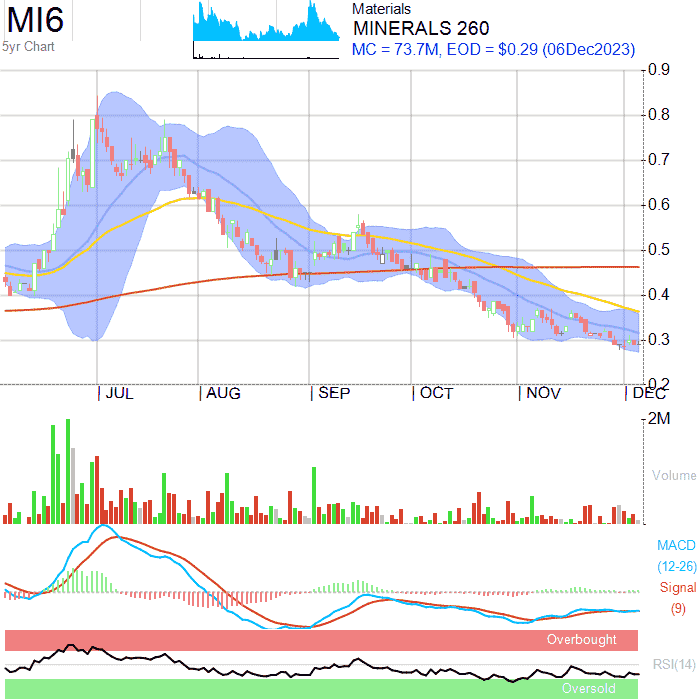 MI6
5yr Chart
Materials
MINERALS 260
MC = 73.7M, EOD = $0.29 (06Dec2023)
0.9
0.8
0.7
0.6
0.5
0.4
0.3
0.2
JUL AUG SEP OCT NOV DEC
2M
Volume
MACD
(12-26)
Signal
(9)
Overbought
RSI(14)
Oversold